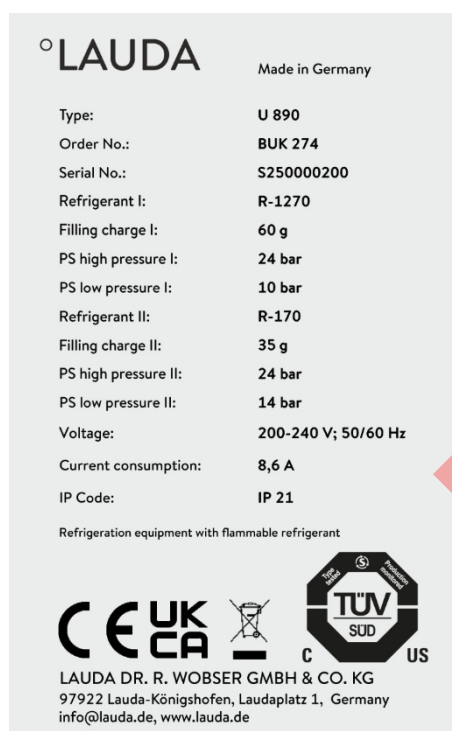 °LAUDA
Made in Germany
Type: U 890
Order No.: BUK 274
Serial No.: S250000200
Refrigerant I: R-1270
Filling charge I: 60 g
PS high pressure I: 24 bar
PS low pressure I: 10 bar
Refrigerant II: R-170
Filling charge II: 35 g
PS high pressure II: 24 bar
PS low pressure II: 14 bar
Voltage: 200-240 V; 50/60 Hz
Current consumption: 8,6 A
IP Code: IP 21
Refrigeration equipment with flammable refrigerant
CE UK CA
Type tested
S
Production monitored
TÜV
SÜD
C US
LAUDA DR. R. WOBSER GMBH & CO. KG
97922 Lauda-Königshofen, Laudaplatz 1, Germany
info@lauda.de, www.lauda.de